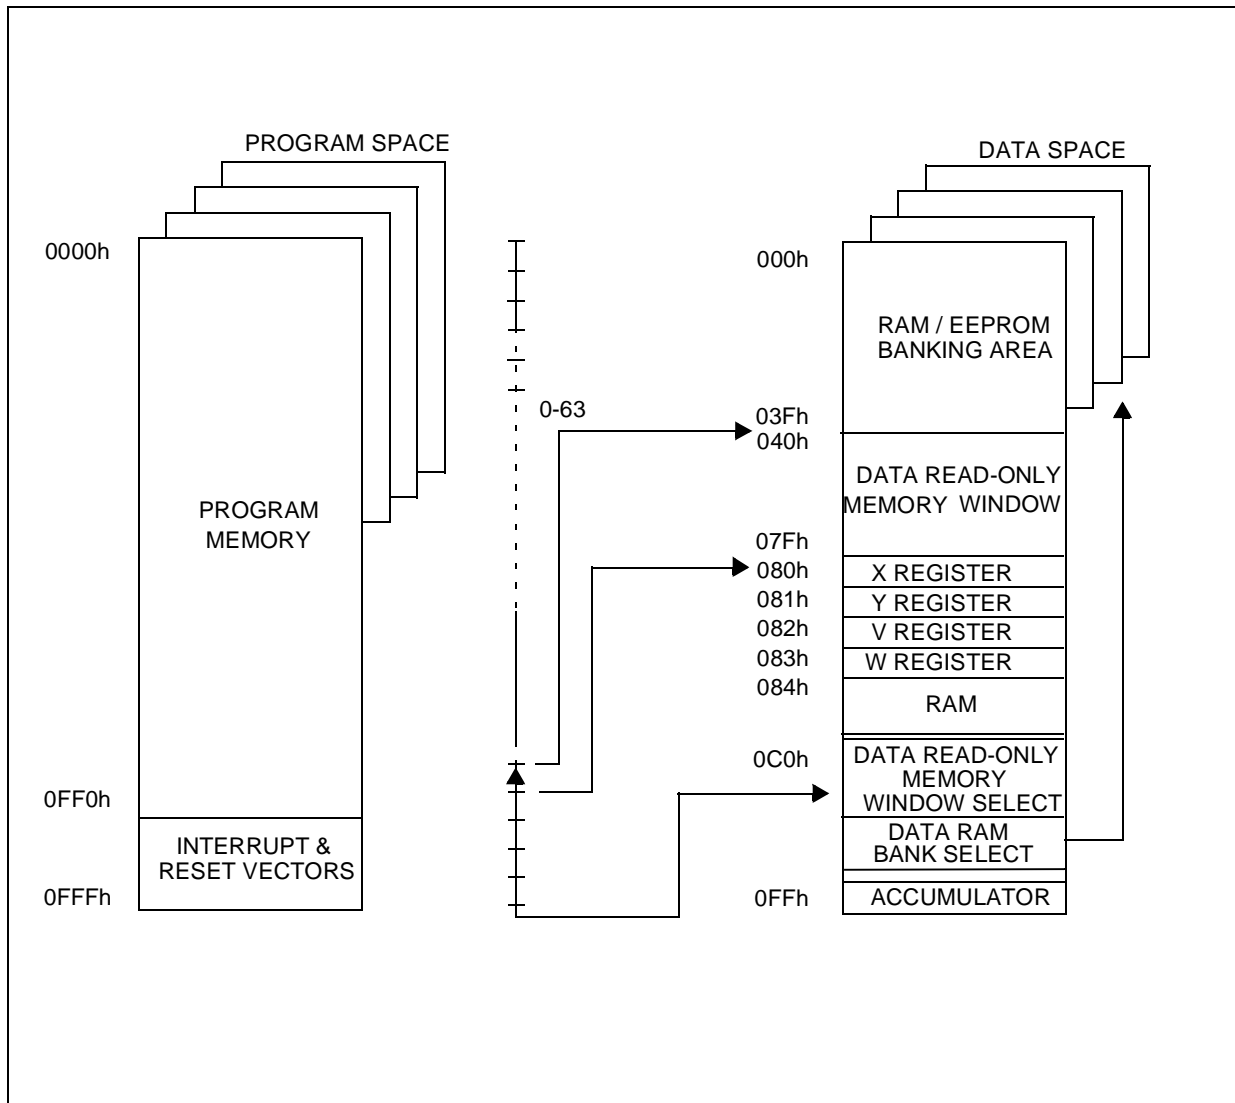 PROGRAM SPACE
0000h
PROGRAM
MEMORY
0FF0h
INTERRUPT &
RESET VECTORS
0FFFh
0-63
DATA SPACE
000h
RAM / EEPROM
BANKING AREA
03Fh
040h
DATA READ-ONLY
MEMORY WINDOW
07Fh
080h
X REGISTER
081h
Y REGISTER
082h
V REGISTER
083h
W REGISTER
084h
RAM
0C0h
DATA READ-ONLY
MEMORY
WINDOW SELECT
DATA RAM
BANK SELECT
0FFh
ACCUMULATOR